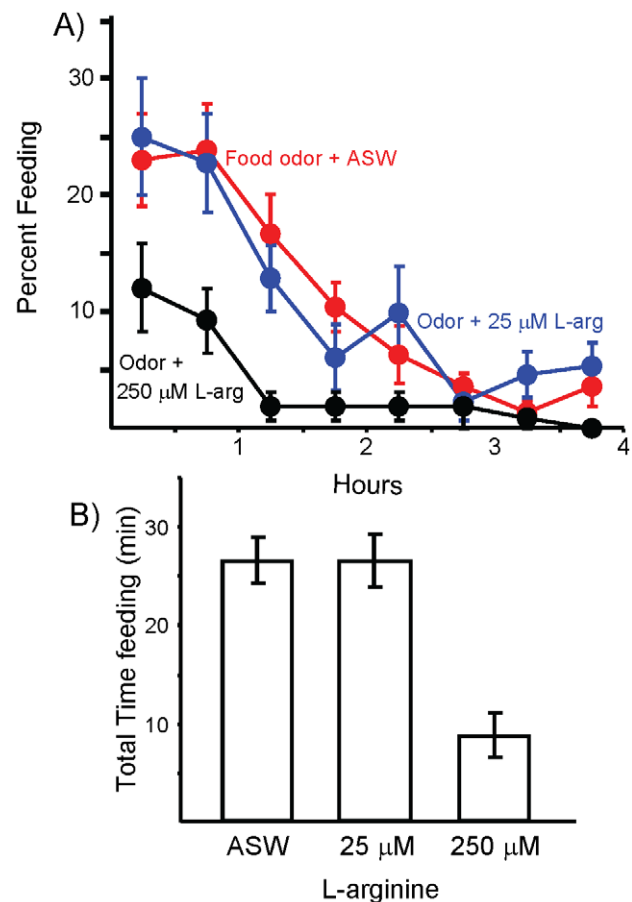 A)
30
20
10
Percent Feeding
Food odor + ASW
Odor + 25 μM L-arg
Odor +
250 μM L-arg
1
2
3
4
Hours
B)
30
20
10
Total Time feeding (min)
ASW
25 μM
250 μM
L-arginine